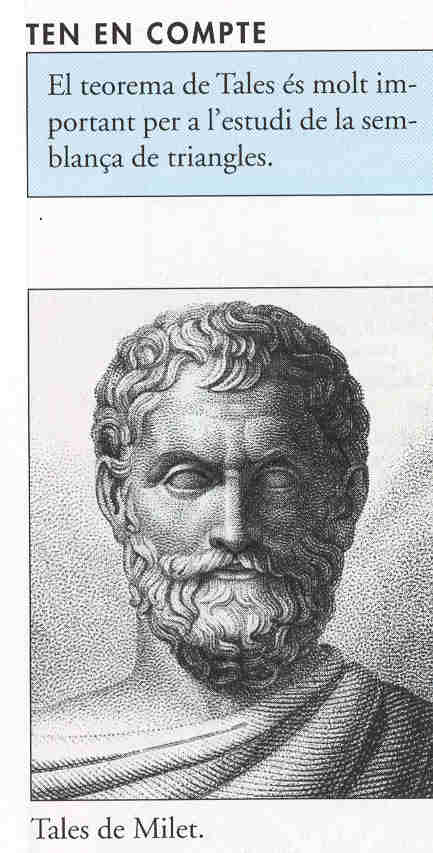 TEN EN COMPTE
El teorema de Tales és molt im-
portant per a l'estudi de la sem-
blança de triangles.
Tales de Milet.